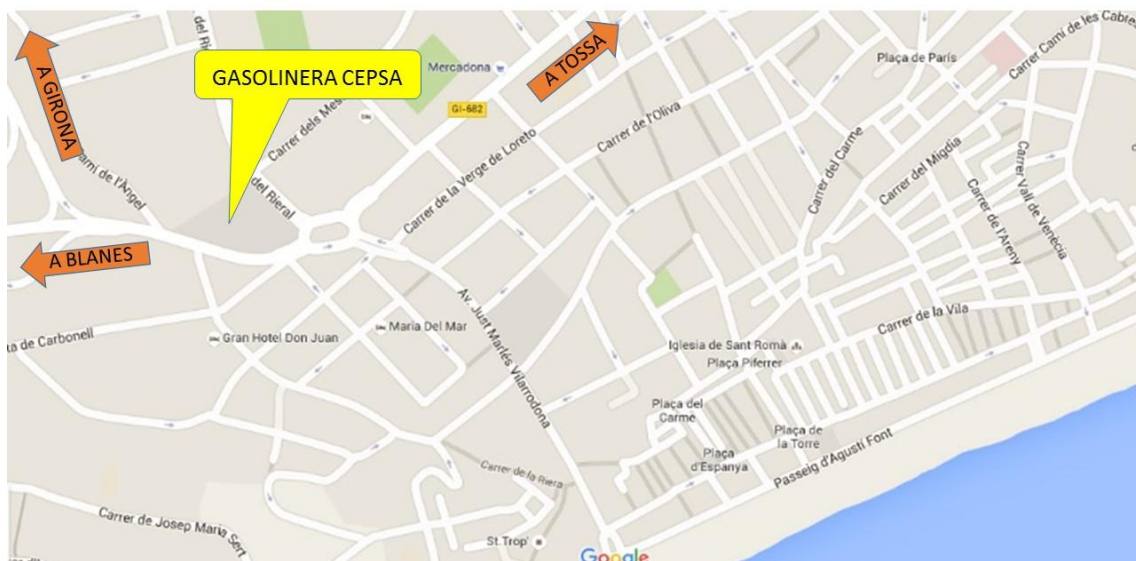 A GIRONA
GASOLINERA CEPSA
A TOSSA
A BLANES
del Rieral
Mercadona
GI-682
Plaça de París
Carrer Camí de les Cabres
Carrer dels Mes
Carrer de la Verge de Loreto
Carrer de l'Oliva
Carrer del Carme
Carrer del Migdia
Carrer Vall de Venècia
Carrer de l'Areny
Camí de l'Àngel
del Rieral
Av. Just Marlés Vilarrodona
ta de Carbonell
Gran Hotel Don Juan
Maria Del Mar
Carrer de la Vila
Iglesia de Sant Romà
Plaça Piferrer
Plaça del
Carme
Plaça de
la Torre
Plaça
d'Espanya
Passeig d'Agustí Font
Carrer de la Riera
Carrer de Josep Maria Sert
St. Trop'
Google